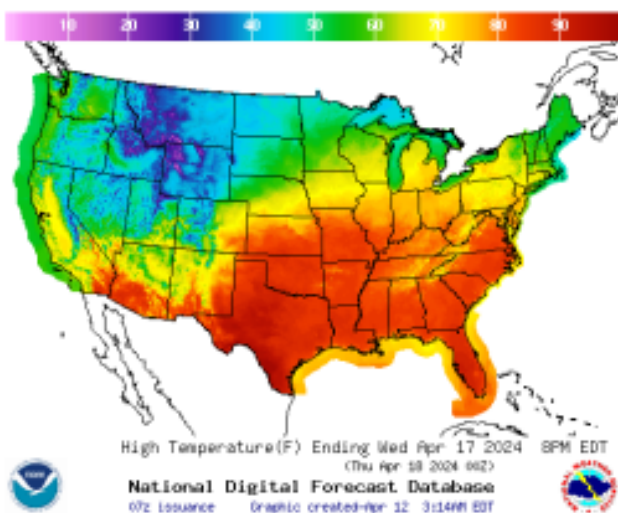 10 20 30 40 50 60 70 80 90
High Temperature(F) Ending Wed Apr 17 2024 8PM EDT
(Thu Apr 18 2024 00Z)
National Digital Forecast Database
07z issuance Graphic created-Apr 12 3:14AM EDT